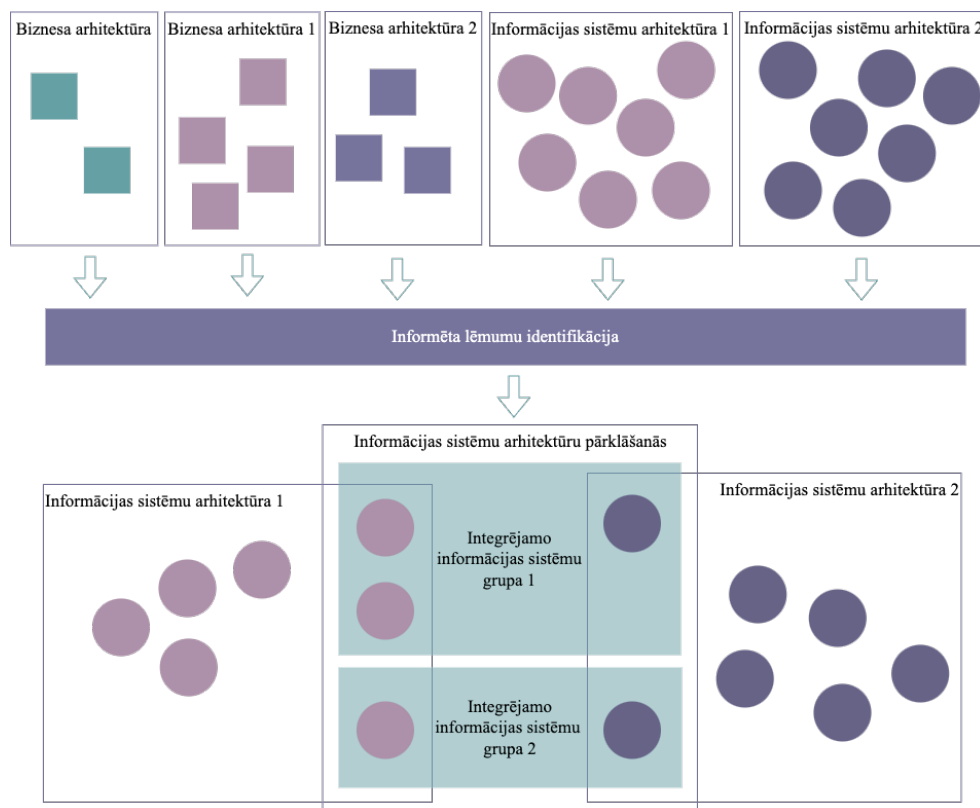 Biznesa arhitektūra
Biznesa arhitektūra 1
Biznesa arhitektūra 2
Informācijas sistēmu arhitektūra 1
Informācijas sistēmu arhitektūra 2
Informēta lēmumu identifikācija
Informācijas sistēmu arhitektūru pārklāšanās
Informācijas sistēmu arhitektūra 1
Integrējamo
informācijas sistēmu
grupa 1
Informācijas sistēmu arhitektūra 2
Integrējamo
informācijas sistēmu
grupa 2